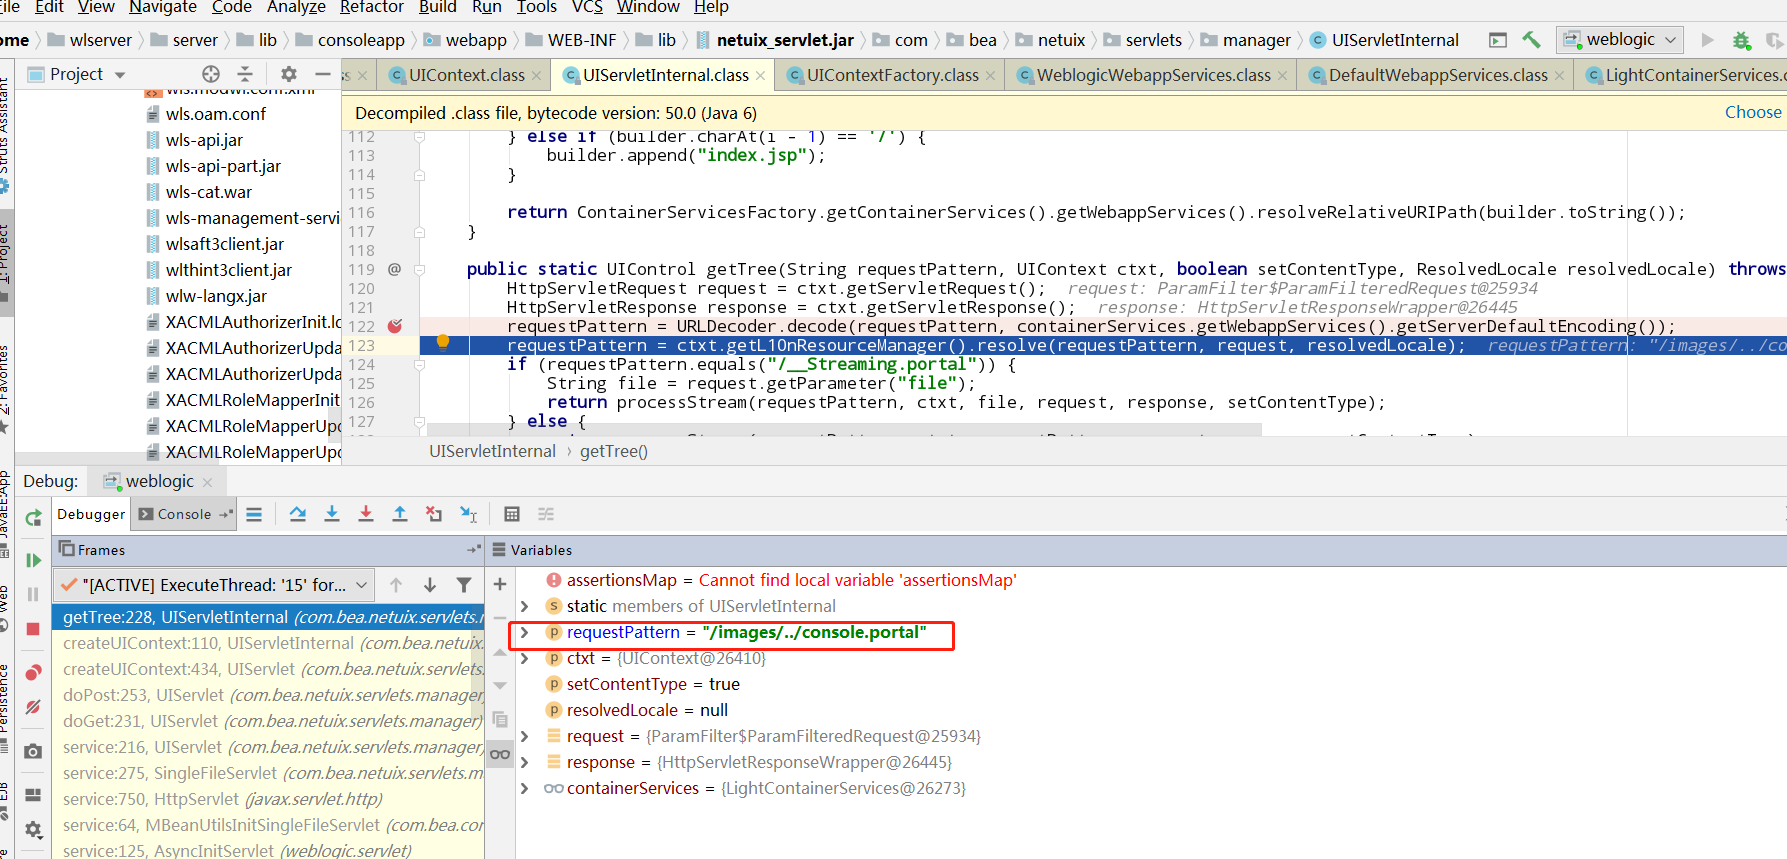 File Edit View Navigate Code Analyze Refactor Build Run Tools VCS Window Help
ome wlserver server lib consoleapp webapp WEB-INF lib netuix_servlet.jar com bea netuix servlets manager UIServletInternal weblogic
Project
ss UIContext.class UIServletInternal.class UIContextFactory.class WeblogicWebappServices.class DefaultWebappServices.class LightContainerServices.c
Decompiled .class file, bytecode version: 50.0 (Java 6) Choose
wls.modwl.conf.xml
wls.oam.conf
wls-api.jar
wls-api-part.jar
wls-cat.war
wls-management-servi
wlsaft3client.jar
wlthint3client.jar
wlw-langx.jar
XACMLAuthorizerInit.ld
XACMLAuthorizerUpda
XACMLAuthorizerUpda
XACMLRoleMapperInit
XACMLRoleMapperUpd
XACMLRoleMapperUpd
112 } else if (builder.charAt(i - 1) == '/') {
113 builder.append("index.jsp");
114 }
115
116 return ContainerServicesFactory.getContainerServices().getWebappServices().resolveRelativeURIPath(builder.toString());
117 }
118
119 @ public static UIControl getTree(String requestPattern, UIContext ctxt, boolean setContentType, ResolvedLocale resolvedLocale) throws
120 HttpServletRequest request = ctxt.getServletRequest(); request: ParamFilter$ParamFilteredRequest@25934
121 HttpServletResponse response = ctxt.getServletResponse(); response: HttpServletResponseWrapper@26445
122 requestPattern = URLDecoder.decode(requestPattern, containerServices.getWebappServices().getServerDefaultEncoding());
123 requestPattern = ctxt.getL10nResourceManager().resolve(requestPattern, request, resolvedLocale); requestPattern: "/images/../co
124 if (requestPattern.equals("/__Streaming.portal")) {
125 String file = request.getParameter("file");
126 return processStream(requestPattern, ctxt, file, request, response, setContentType);
127 } else {
UIServletInternal getTree()
Struts Assistant
1: Project
2: Favorites
JavaEE:App
Web
Persistence
EJB
Debug: weblogic
Debugger Console
Frames
"[ACTIVE] ExecuteThread: '15' for...
getTree:228, UIServletInternal (com.bea.netuix.servlets.m
createUIContext:110, UIServletInternal (com.bea.netuix.
createUIContext:434, UIServlet (com.bea.netuix.servlets.
doPost:253, UIServlet (com.bea.netuix.servlets.manager)
doGet:231, UIServlet (com.bea.netuix.servlets.manager)
service:216, UIServlet (com.bea.netuix.servlets.manager)
service:275, SingleFileServlet (com.bea.netuix.servlets.m
service:750, HttpServlet (javax.servlet.http)
service:64, MBeanUtilsInitSingleFileServlet (com.bea.con
service:125, AsyncInitServlet (weblogic.servlet)
Variables
assertionsMap = Cannot find local variable 'assertionsMap'
static members of UIServletInternal
requestPattern = "/images/../console.portal"
ctxt = {UIContext@26410}
setContentType = true
resolvedLocale = null
request = {ParamFilter$ParamFilteredRequest@25934}
response = {HttpServletResponseWrapper@26445}
containerServices = {LightContainerServices@26273}